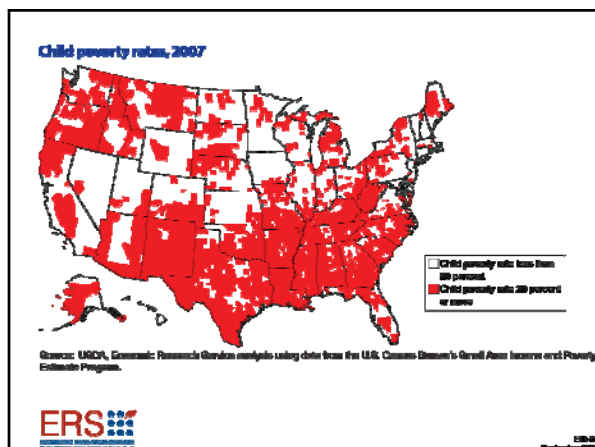 Child poverty rates, 2007
Child poverty rate less than
20 percent
Child poverty rate 20 percent
or more
Source: USDA, Economic Research Service analysis using data from the U.S. Census Bureau's Small Area Income and Poverty
Estimate Program.
ERS